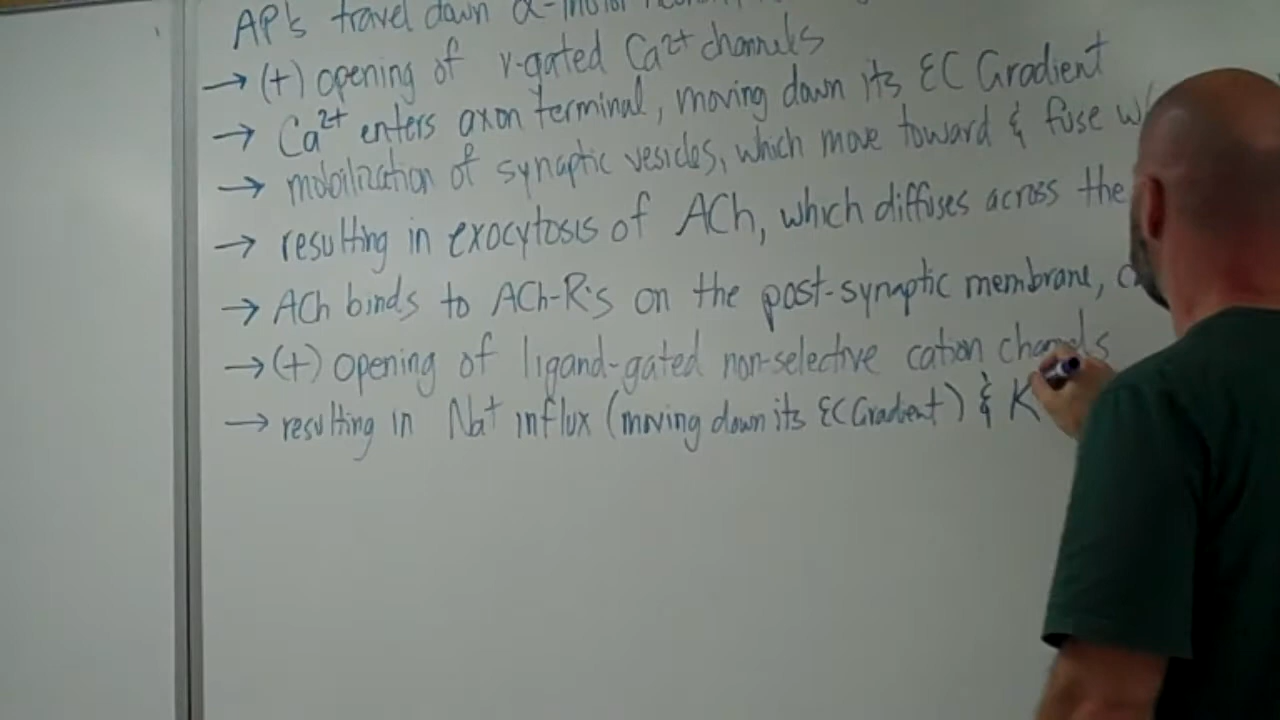 AP's travel down α-motor
→ (+) opening of v-gated Ca²⁺ channels
→ Ca²⁺ enters axon terminal, moving down its EC Gradient
→ mobilization of synaptic vesicles, which move toward & fuse w/
→ resulting in exocytosis of ACh, which diffuses across the
→ ACh binds to ACh-R's on the post-synaptic membrane,
→ (+) opening of ligand-gated non-selective cation channels
→ resulting in Na⁺ influx (moving down its EC Gradient) & K